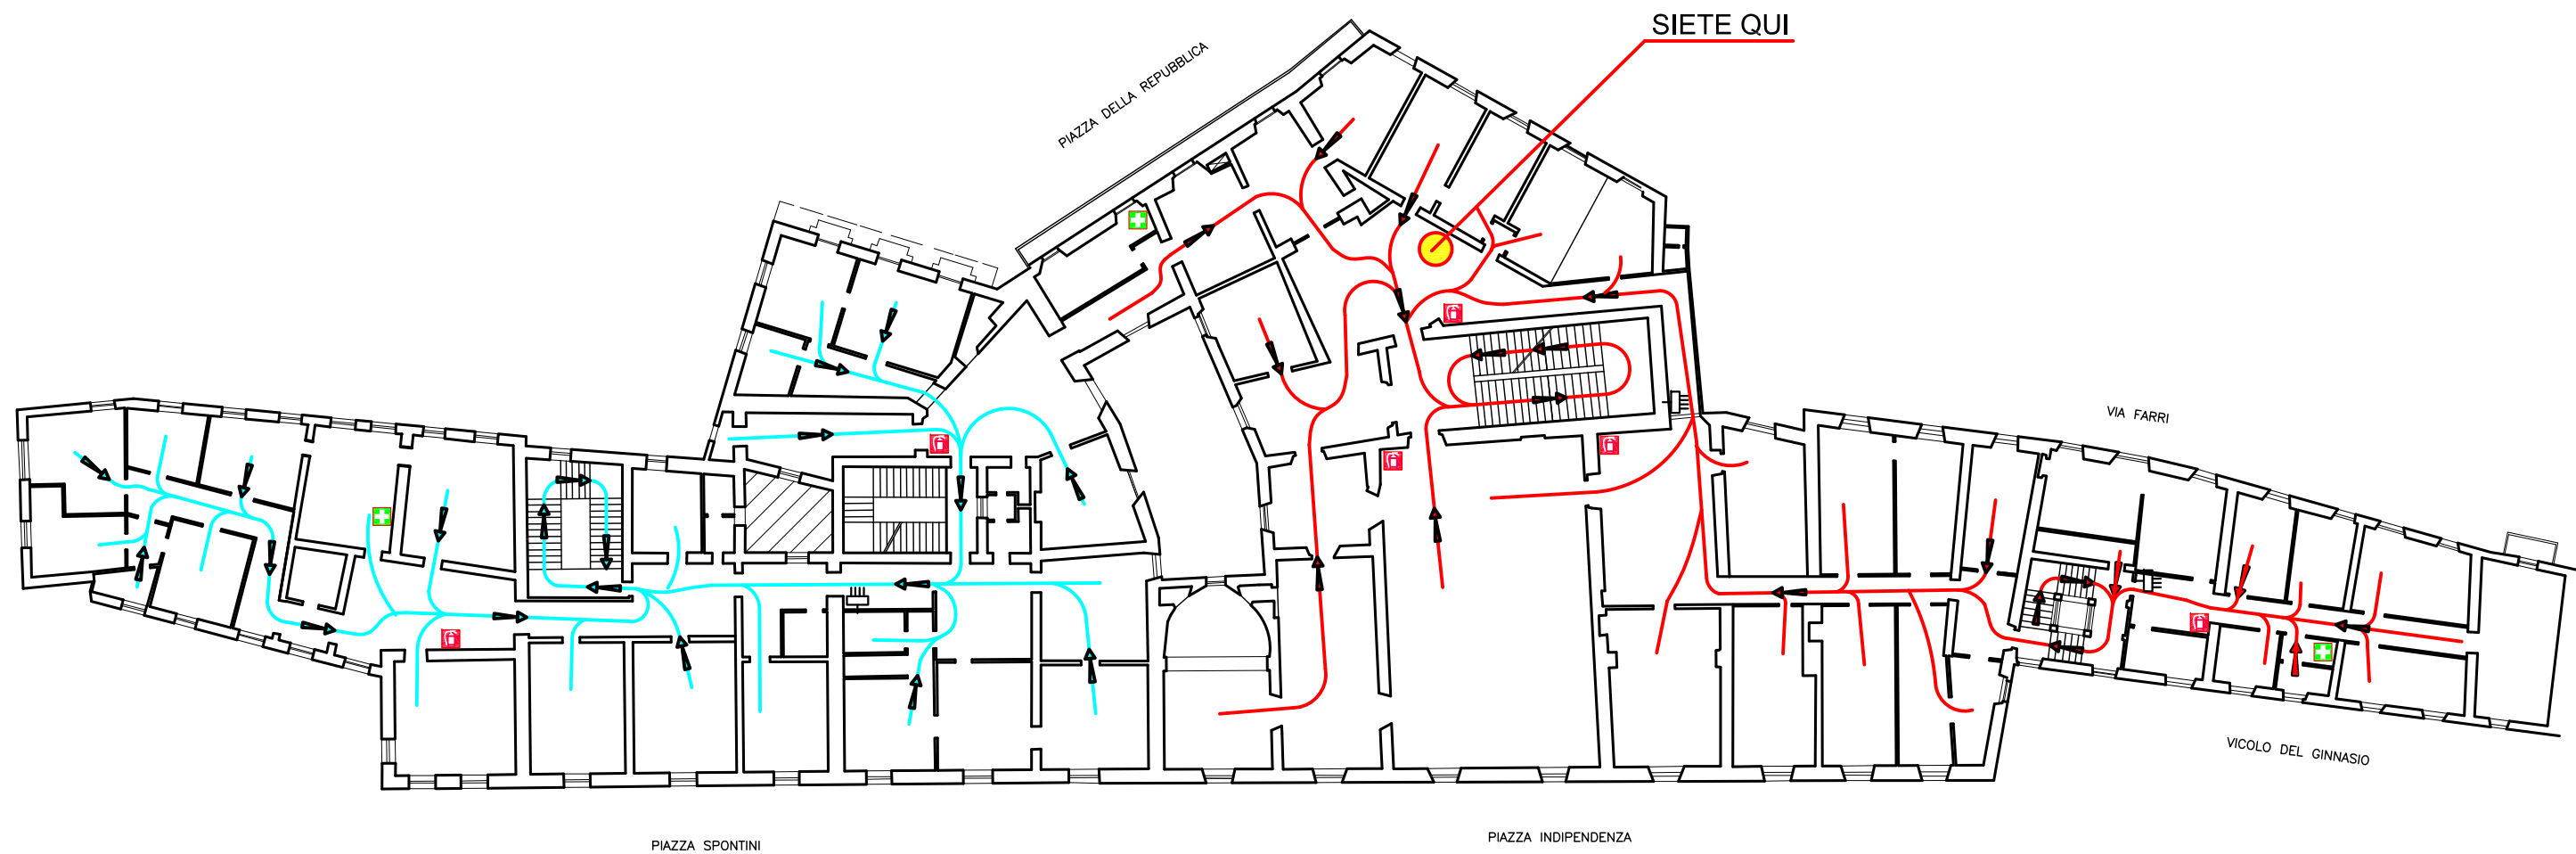 SIETE QUI
PIAZZA DELLA REPUBBLICA
VIA FARRI
VICOLO DEL GINNASIO
PIAZZA INDIPENDENZA
PIAZZA SPONTINI